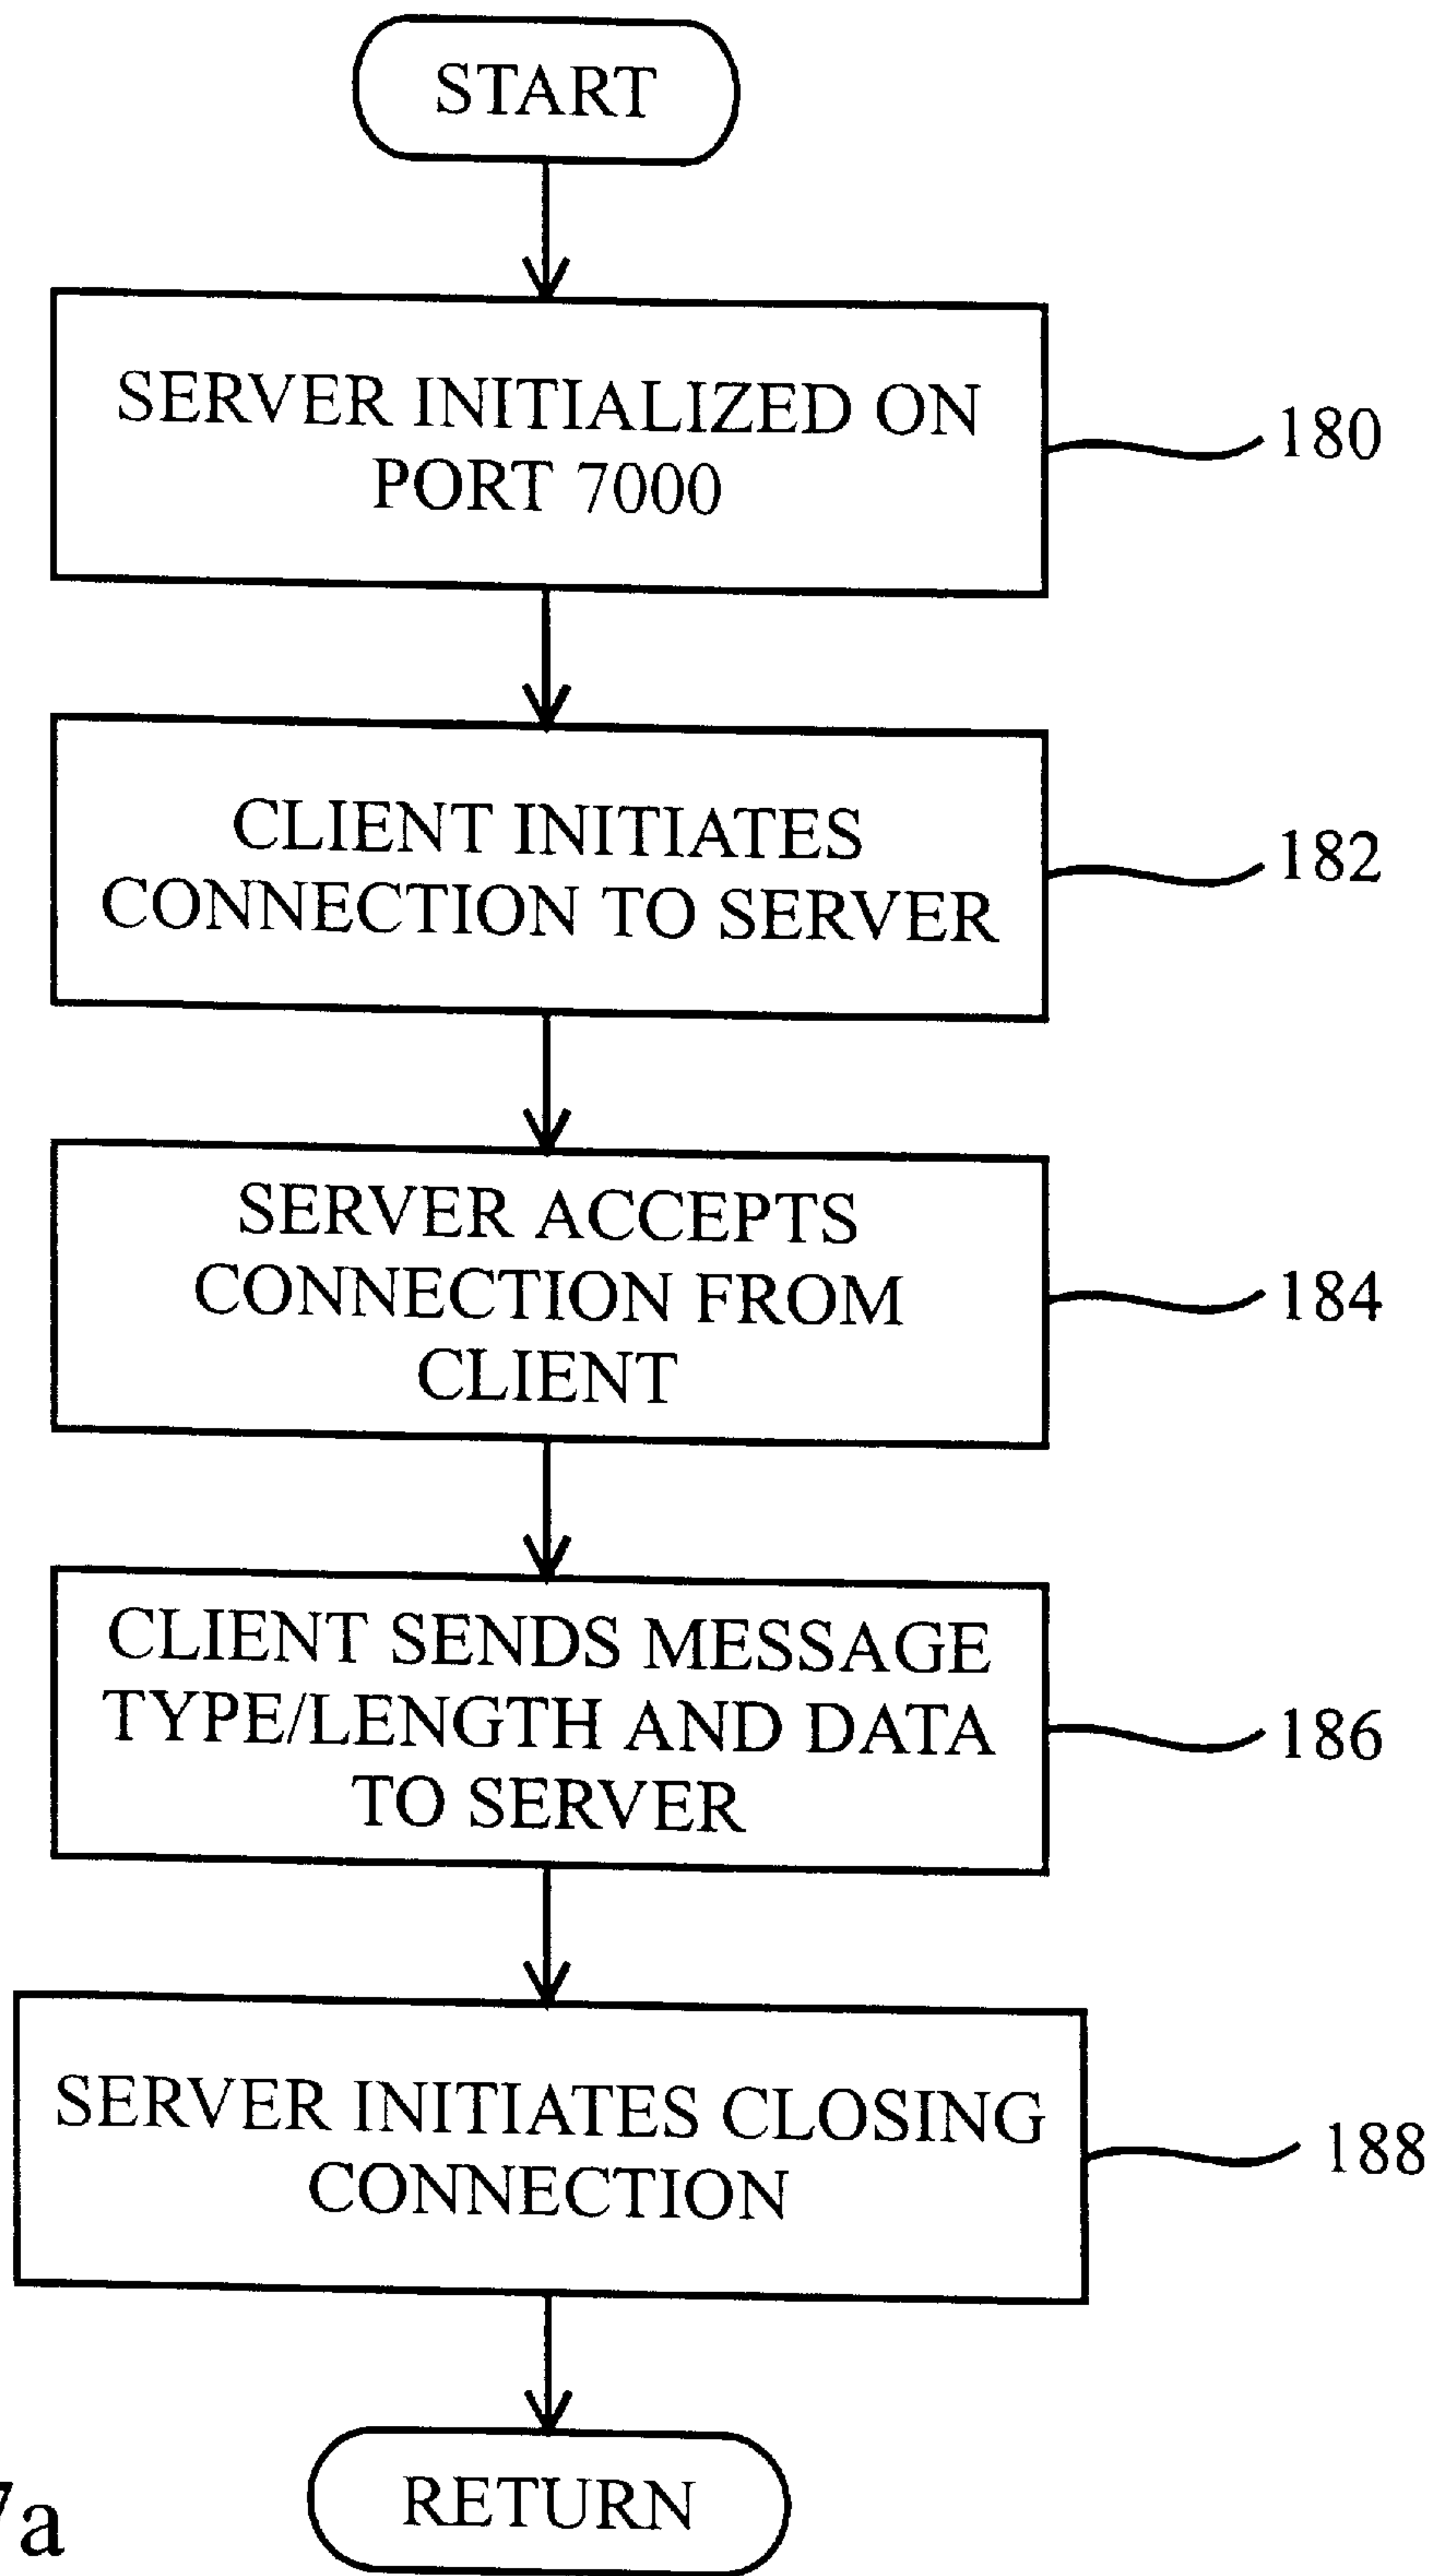 START
SERVER INITIALIZED ON
PORT 7000
180
CLIENT INITIATES
CONNECTION TO SERVER
182
SERVER ACCEPTS
CONNECTION FROM
CLIENT
184
CLIENT SENDS MESSAGE
TYPE/LENGTH AND DATA
TO SERVER
186
SERVER INITIATES CLOSING
CONNECTION
188
RETURN
7a